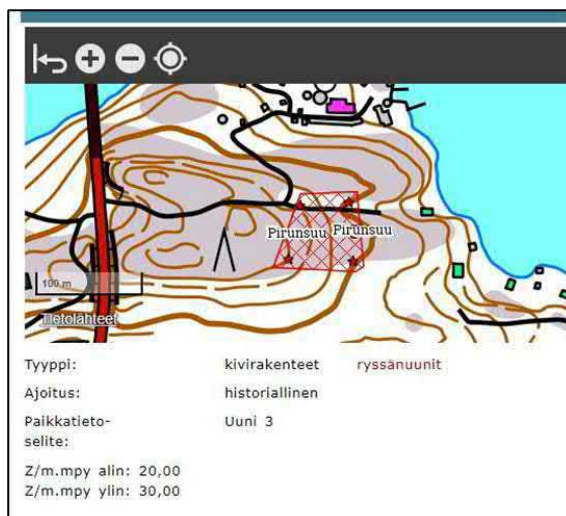 Pirunsuu Pirunsuu
100 m
Tietolähteet
Tyyppi: kivirakenteet ryssänuunit
Ajoitus: historiallinen
Paikkatieto- Uuni 3
selite:
Z/m.mpy alin: 20,00
Z/m.mpy ylin: 30,00